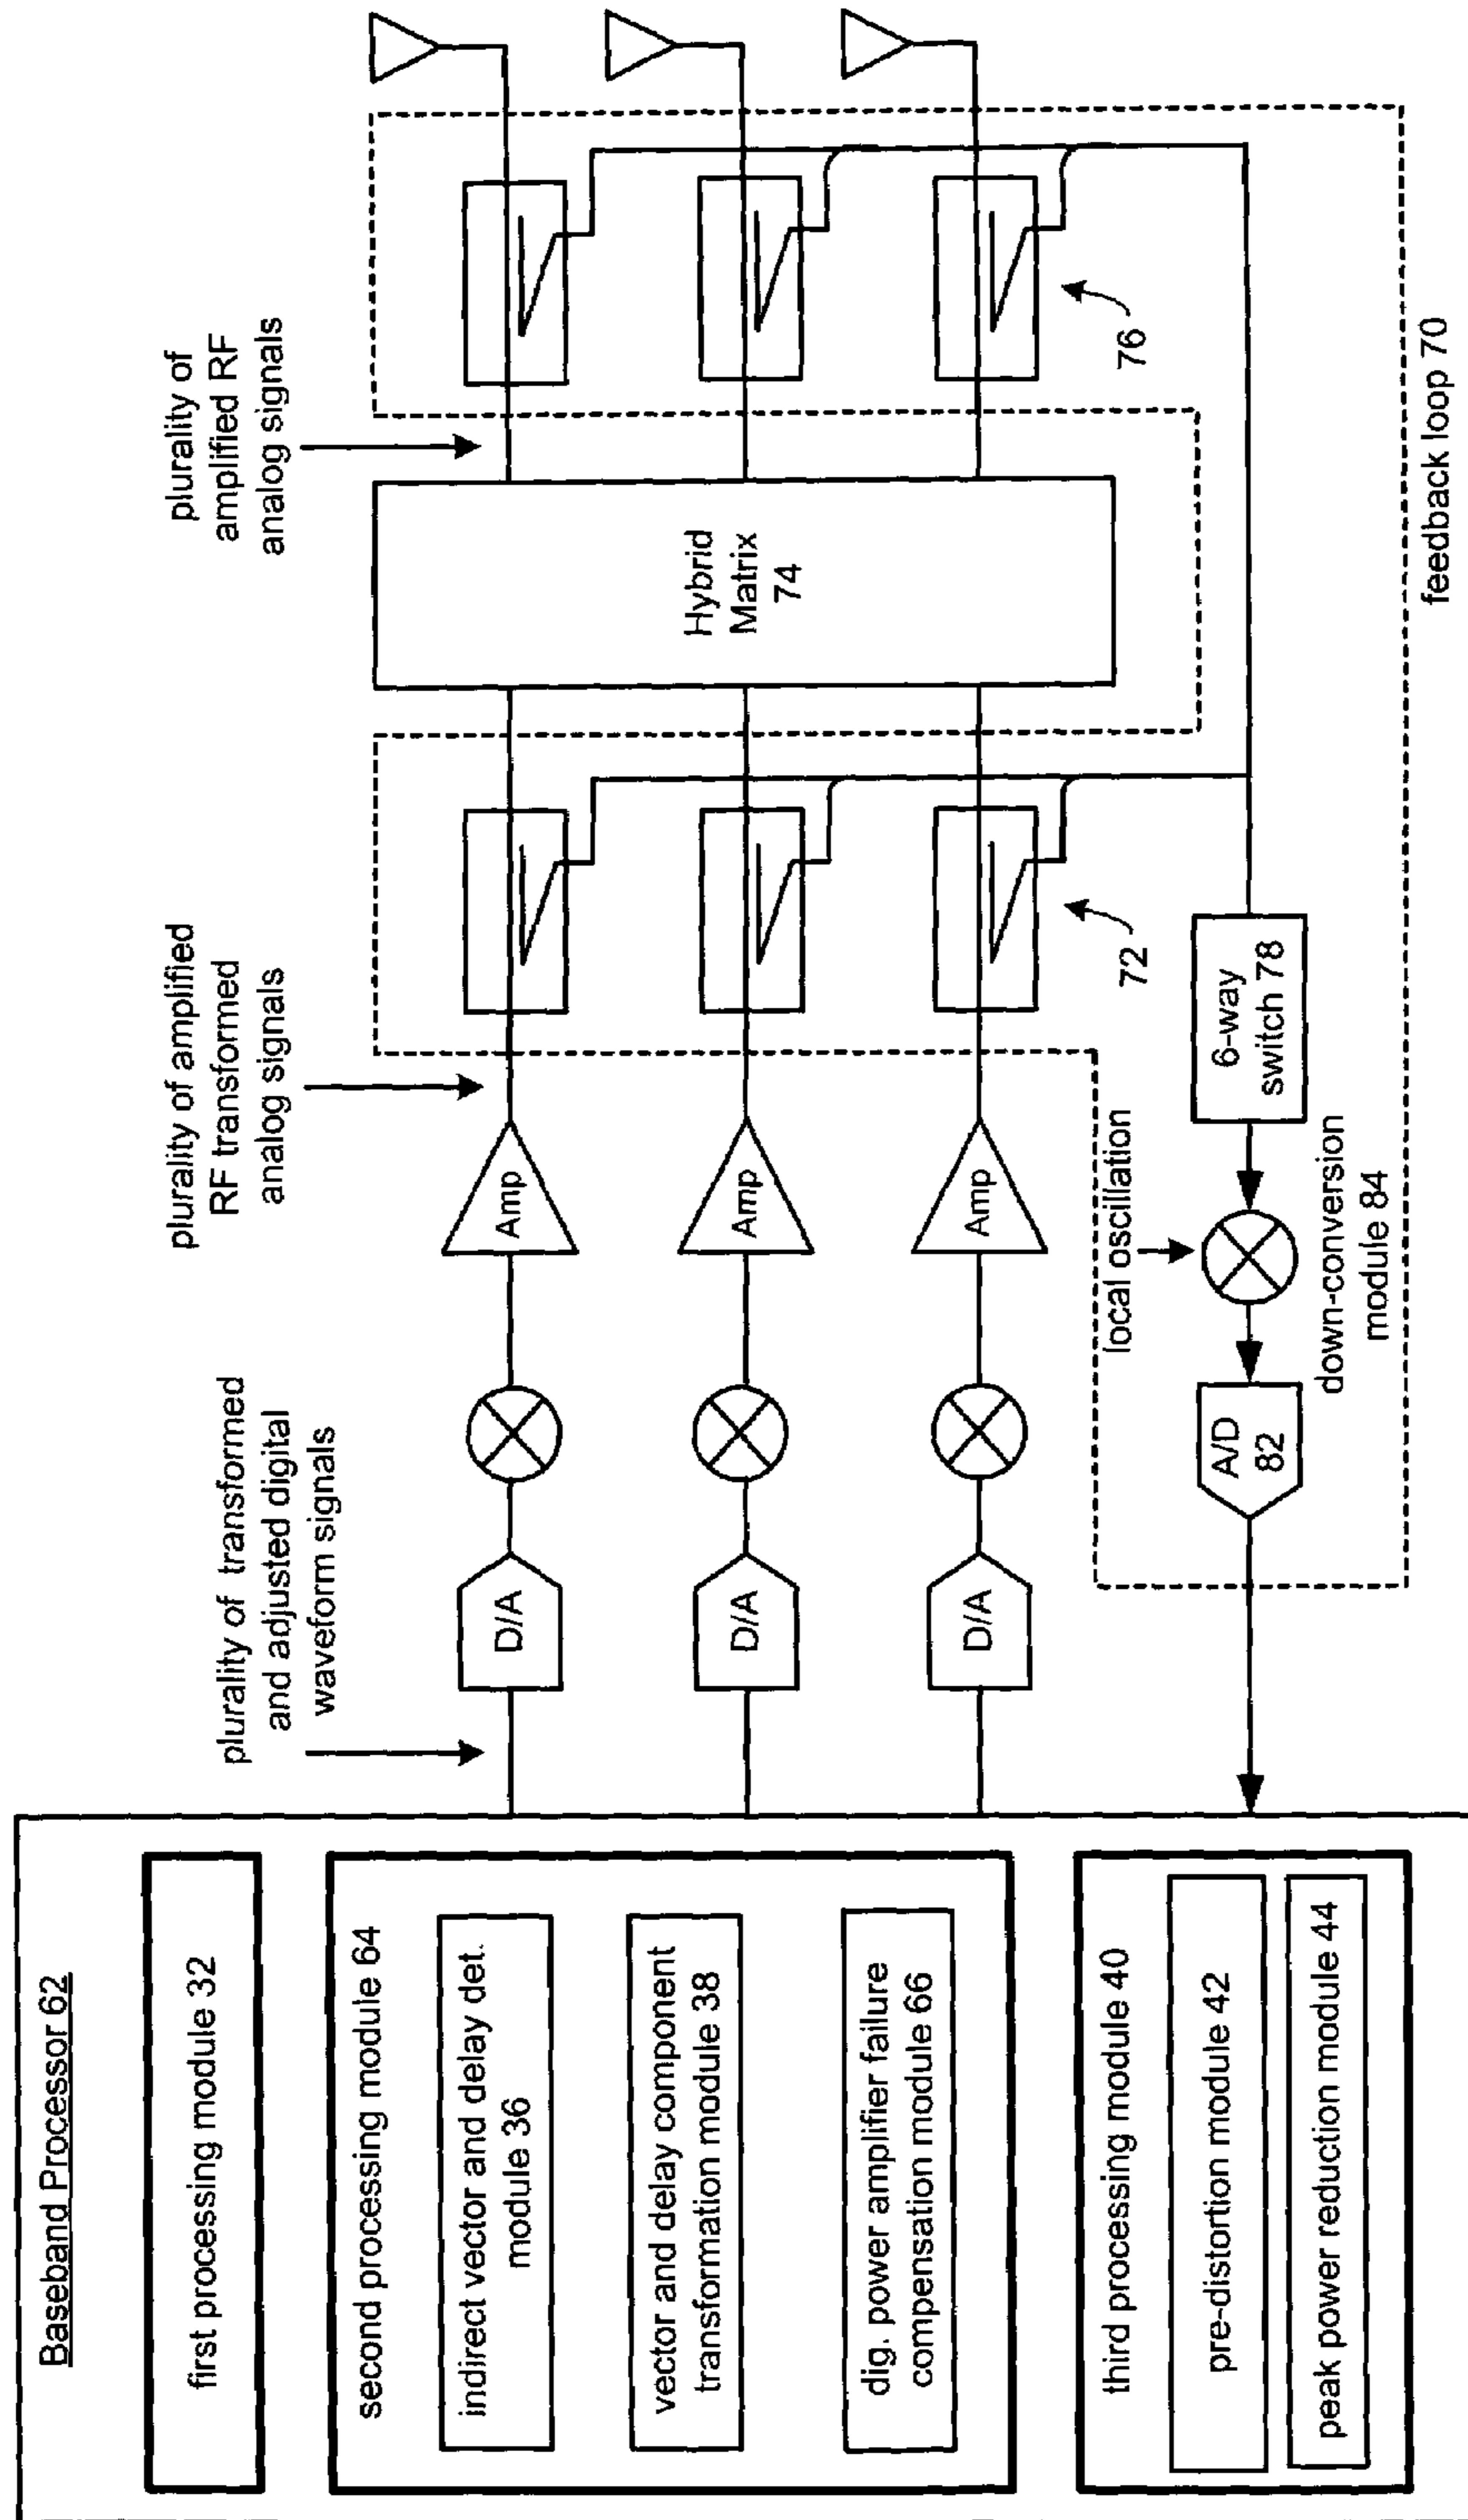 Baseband Processor 62
first processing module 32
second processing module 64
indirect vector and delay det.
module 36
vector and delay component
transformation module 38
dig. power amplifier failure
compensation module 66
third processing module 40
pre-distortion module 42
peak power reduction module 44
plurality of transformed
and adjusted digital
waveform signals
D/A
D/A
D/A
plurality of amplified
RF transformed
analog signals
Amp
Amp
Amp
72
Hybrid
Matrix
74
plurality of
amplified RF
analog signals
76
local oscillation
A/D
82
down-conversion
module 84
6-way
switch 78
feedback loop 70